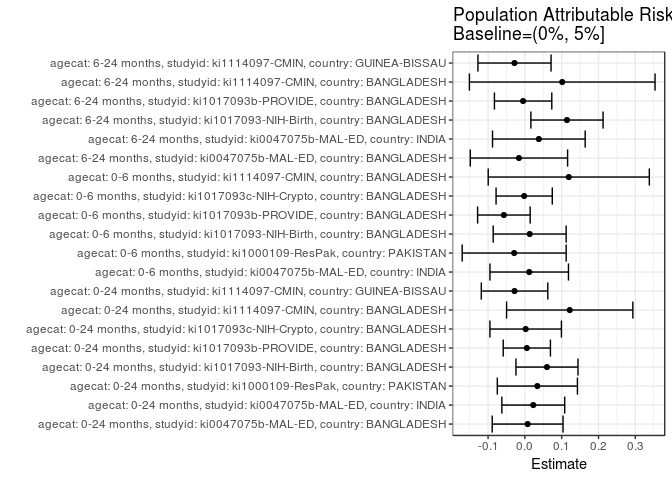 Population Attributable Risk
Baseline=(0%, 5%]
agecat: 6-24 months, studyid: ki1114097-CMIN, country: GUINEA-BISSAU
agecat: 6-24 months, studyid: ki1114097-CMIN, country: BANGLADESH
agecat: 6-24 months, studyid: ki1017093b-PROVIDE, country: BANGLADESH
agecat: 6-24 months, studyid: ki1017093-NIH-Birth, country: BANGLADESH
agecat: 6-24 months, studyid: ki0047075b-MAL-ED, country: INDIA
agecat: 6-24 months, studyid: ki0047075b-MAL-ED, country: BANGLADESH
agecat: 0-6 months, studyid: ki1114097-CMIN, country: BANGLADESH
agecat: 0-6 months, studyid: ki1017093c-NIH-Crypto, country: BANGLADESH
agecat: 0-6 months, studyid: ki1017093b-PROVIDE, country: BANGLADESH
agecat: 0-6 months, studyid: ki1017093-NIH-Birth, country: BANGLADESH
agecat: 0-6 months, studyid: ki1000109-ResPak, country: PAKISTAN
agecat: 0-6 months, studyid: ki0047075b-MAL-ED, country: INDIA
agecat: 0-24 months, studyid: ki1114097-CMIN, country: GUINEA-BISSAU
agecat: 0-24 months, studyid: ki1114097-CMIN, country: BANGLADESH
agecat: 0-24 months, studyid: ki1017093c-NIH-Crypto, country: BANGLADESH
agecat: 0-24 months, studyid: ki1017093b-PROVIDE, country: BANGLADESH
agecat: 0-24 months, studyid: ki1017093-NIH-Birth, country: BANGLADESH
agecat: 0-24 months, studyid: ki1000109-ResPak, country: PAKISTAN
agecat: 0-24 months, studyid: ki0047075b-MAL-ED, country: INDIA
agecat: 0-24 months, studyid: ki0047075b-MAL-ED, country: BANGLADESH
-0.1 0.0 0.1 0.2 0.3
Estimate